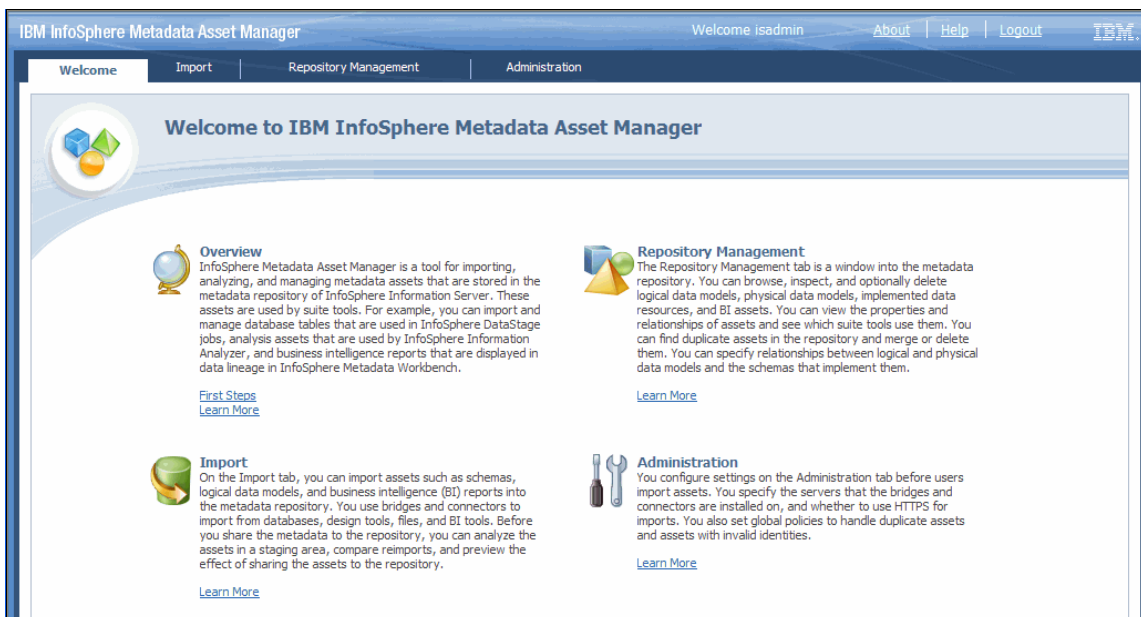 IBM InfoSphere Metadata Asset Manager
Welcome isadmin
About
Help
Logout
IBM.
Welcome
Import
Repository Management
Administration
Welcome to IBM InfoSphere Metadata Asset Manager
Overview
InfoSphere Metadata Asset Manager is a tool for importing,
analyzing, and managing metadata assets that are stored in the
metadata repository of InfoSphere Information Server. These
assets are used by suite tools. For example, you can import and
manage database tables that are used in InfoSphere DataStage
jobs, analysis assets that are used by InfoSphere Information
Analyzer, and business intelligence reports that are displayed in
data lineage in InfoSphere Metadata Workbench.
First Steps
Learn More
Repository Management
The Repository Management tab is a window into the metadata
repository. You can browse, inspect, and optionally delete
logical data models, physical data models, implemented data
resources, and BI assets. You can view the properties and
relationships of assets and see which suite tools use them. You
can find duplicate assets in the repository and merge or delete
them. You can specify relationships between logical and physical
data models and the schemas that implement them.
Learn More
Import
On the Import tab, you can import assets such as schemas,
logical data models, and business intelligence (BI) reports into
the metadata repository. You use bridges and connectors to
import from databases, design tools, files, and BI tools. Before
you share the metadata to the repository, you can analyze the
assets in a staging area, compare reimports, and preview the
effect of sharing the assets to the repository.
Learn More
Administration
You configure settings on the Administration tab before users
import assets. You specify the servers that the bridges and
connectors are installed on, and whether to use HTTPS for
imports. You also set global policies to handle duplicate assets
and assets with invalid identities.
Learn More